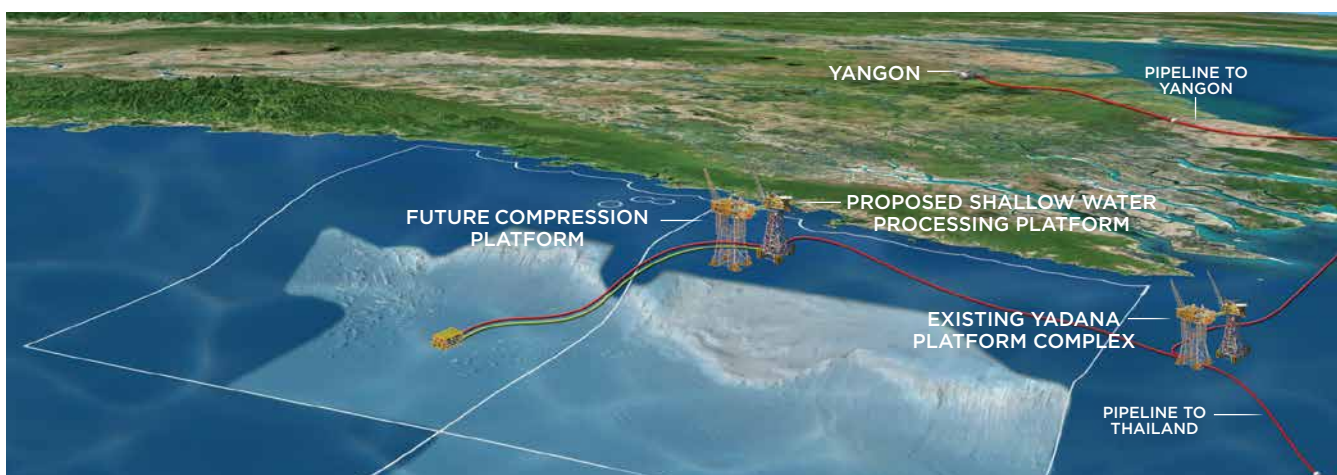 YANGON
PIPELINE TO
YANGON
FUTURE COMPRESSION
PLATFORM
PROPOSED SHALLOW WATER
PROCESSING PLATFORM
EXISTING YADANA
PLATFORM COMPLEX
PIPELINE TO
THAILAND